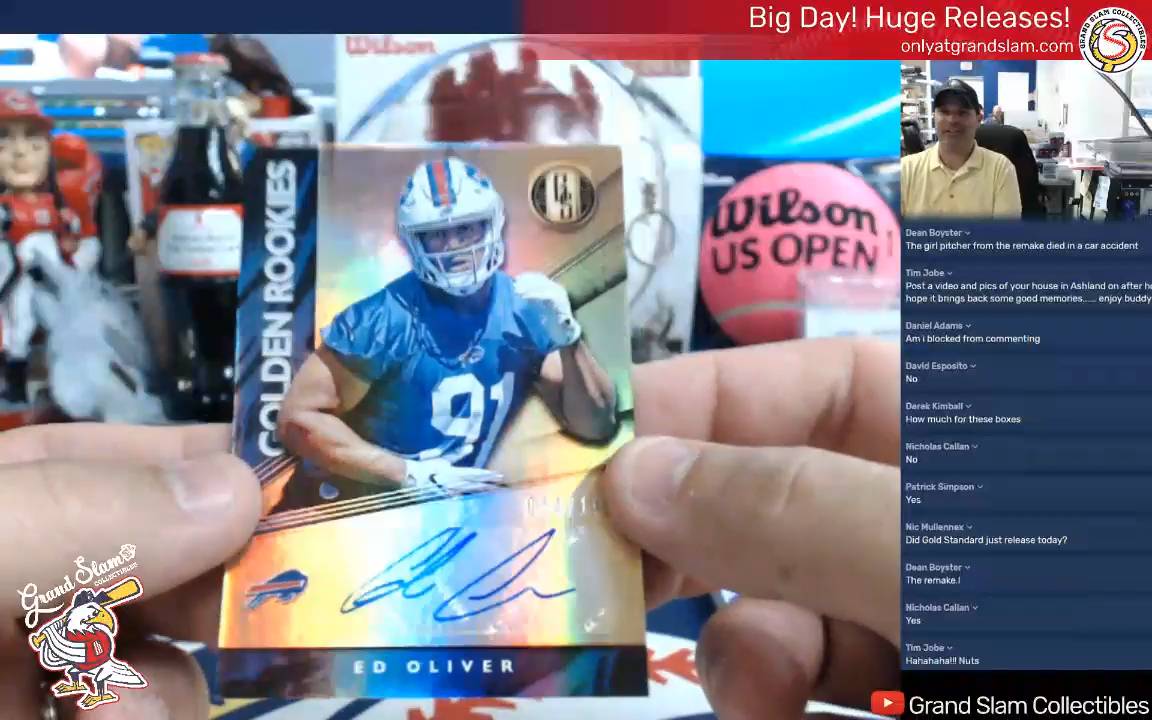 Big Day! Huge Releases!
onlyatgrandslam.com
GRAND SLAM COLLECTIBLES
Wilson
GOLDEN ROOKIES
91
Wilson
US OPEN
ED OLIVER
Grand Slam
COLLECTIBLES
Dean Boyster
The girl pitcher from the remake died in a car accident
Tim Jobe
Post a video and pics of your house in Ashland on after
hope it brings back some good memories...... enjoy buddy
Daniel Adams
Am i blocked from commenting
David Esposito
No
Derek Kimball
How much for these boxes
Nicholas Callan
No
Patrick Simpson
Yes
Nic Mullennex
Did Gold Standard just release today?
Dean Boyster
The remake.!
Nicholas Callan
Yes
Tim Jobe
Hahahaha!!! Nuts
Grand Slam Collectibles